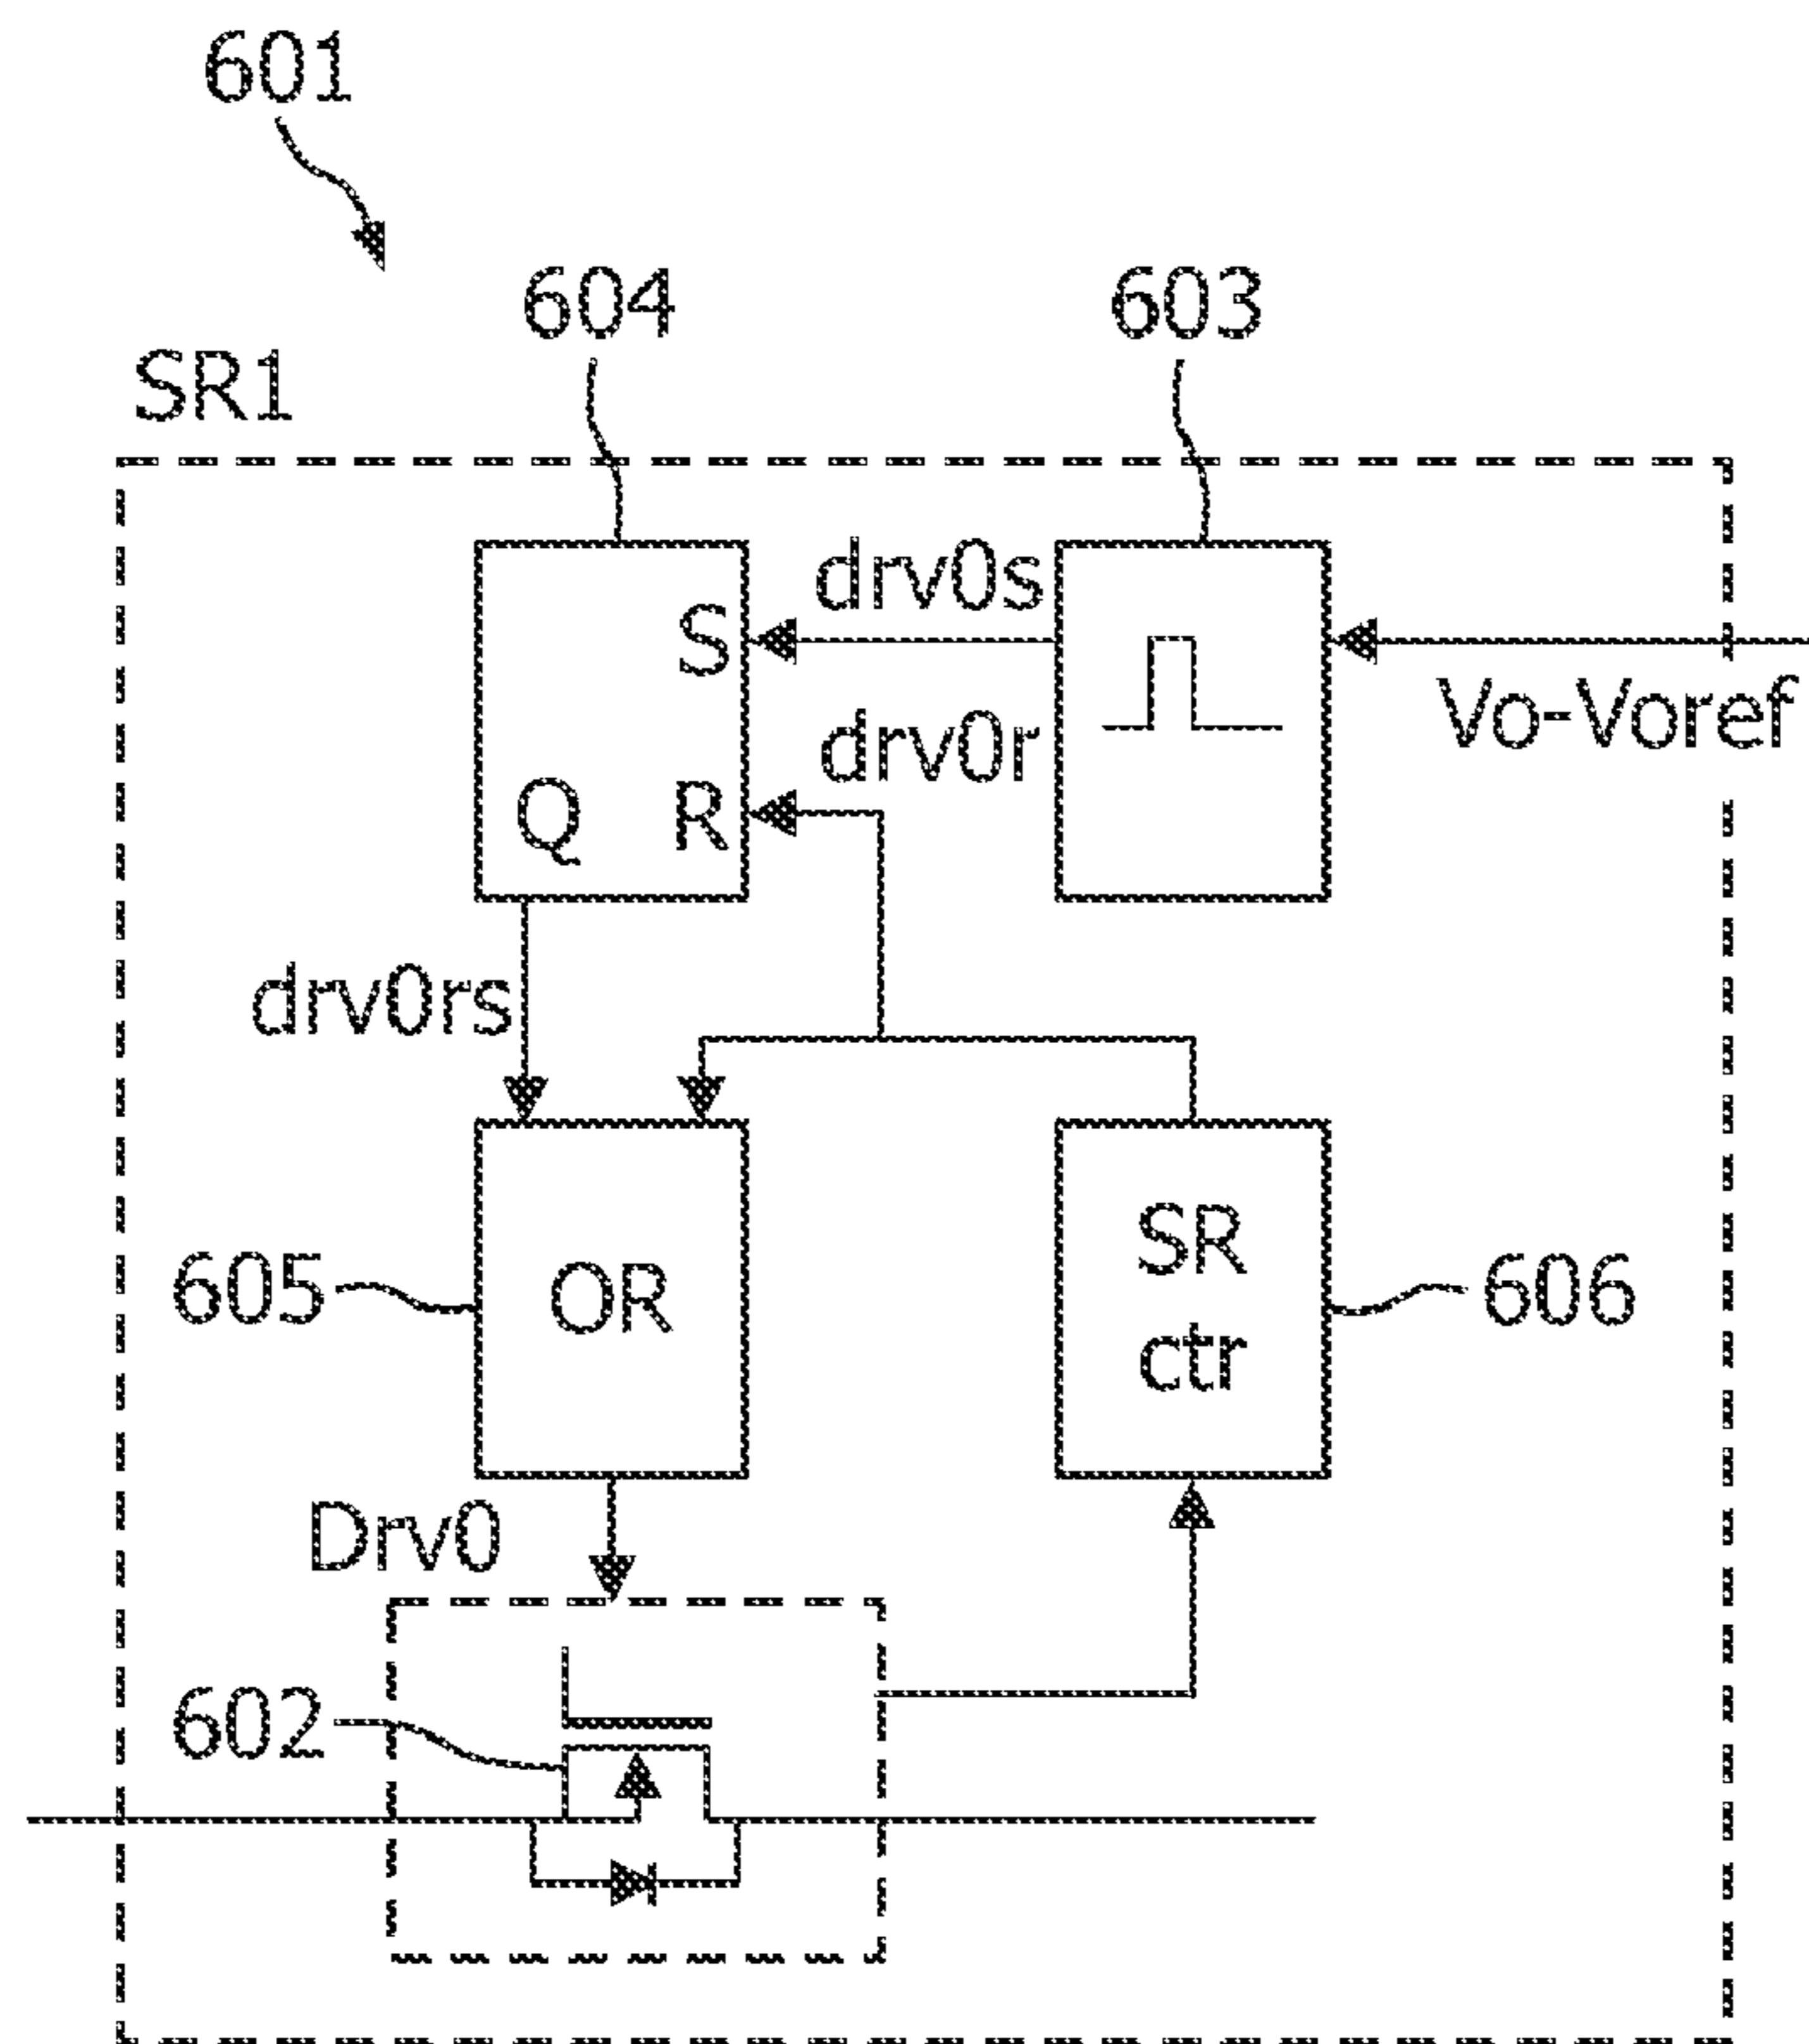 601
604
603
SR1
drv0s
S
Vo-Voref
drv0r
Q
R
drv0rs
605
OR
SR
ctr
606
Drv0
602